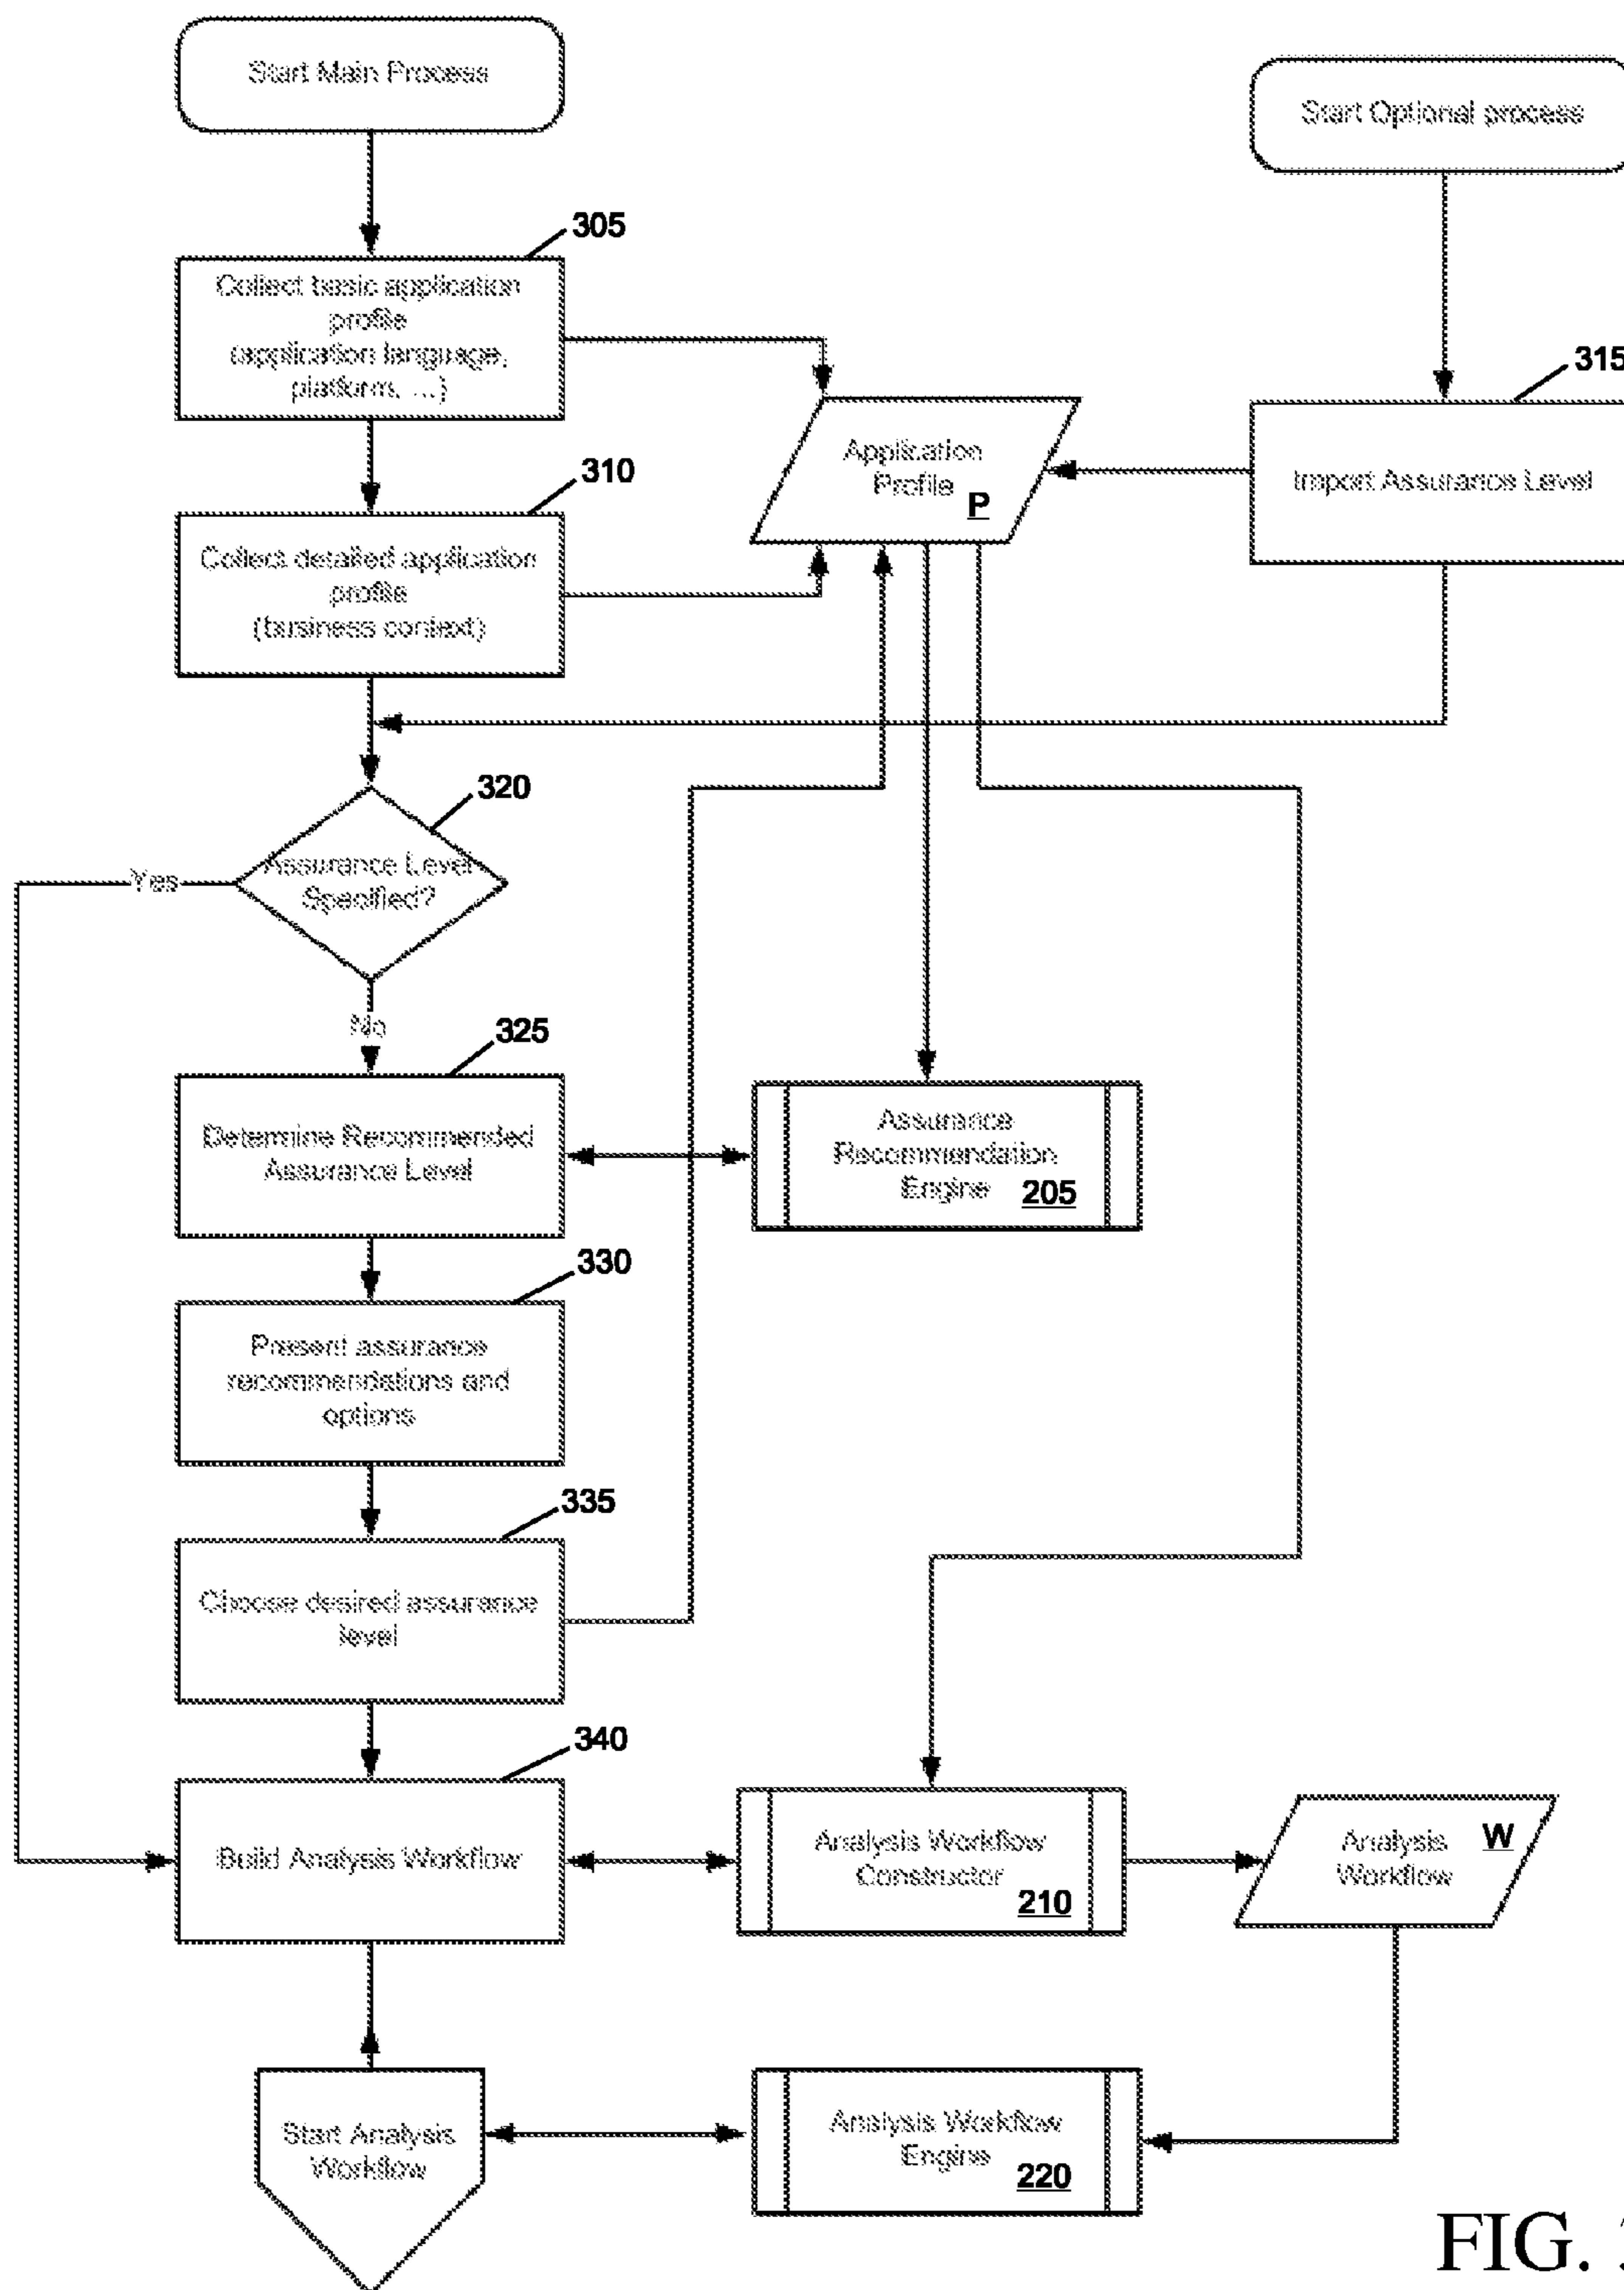 Start Main Process
Start Optional process
305
Collect basic application
profile
(application language,
platform, ...)
315
Application
Profile
P
Import Assurance Level
310
Collect detailed application
profile
(business context)
320
Assurance Level
Specified?
Yes
No
325
Determine Recommended
Assurance Level
Assurance
Recommendation
Engine
205
330
Present assurance
recommendations and
options
335
Choose desired assurance
level
340
Build Analysis Workflow
Analysis Workflow
Constructor
210
Analysis
Workflow
W
Start Analysis
Workflow
Analysis Workflow
Engine
220
FIG.